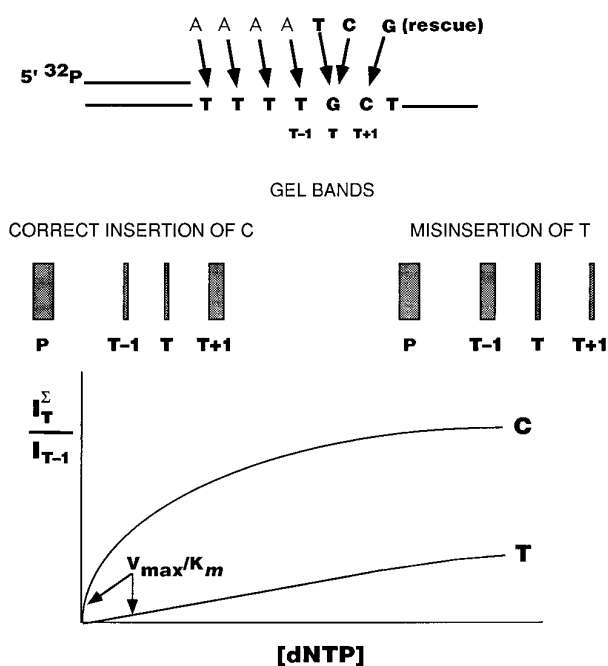 A A A A T C G (rescue)
5' 32P
T T T T G C T
T–1 T T+1
GEL BANDS
CORRECT INSERTION OF C MISINSERTION OF T
P T–1 T T+1 P T–1 T T+1
I_T^Σ / I_T–1
C
T
Vmax/Km
[dNTP]